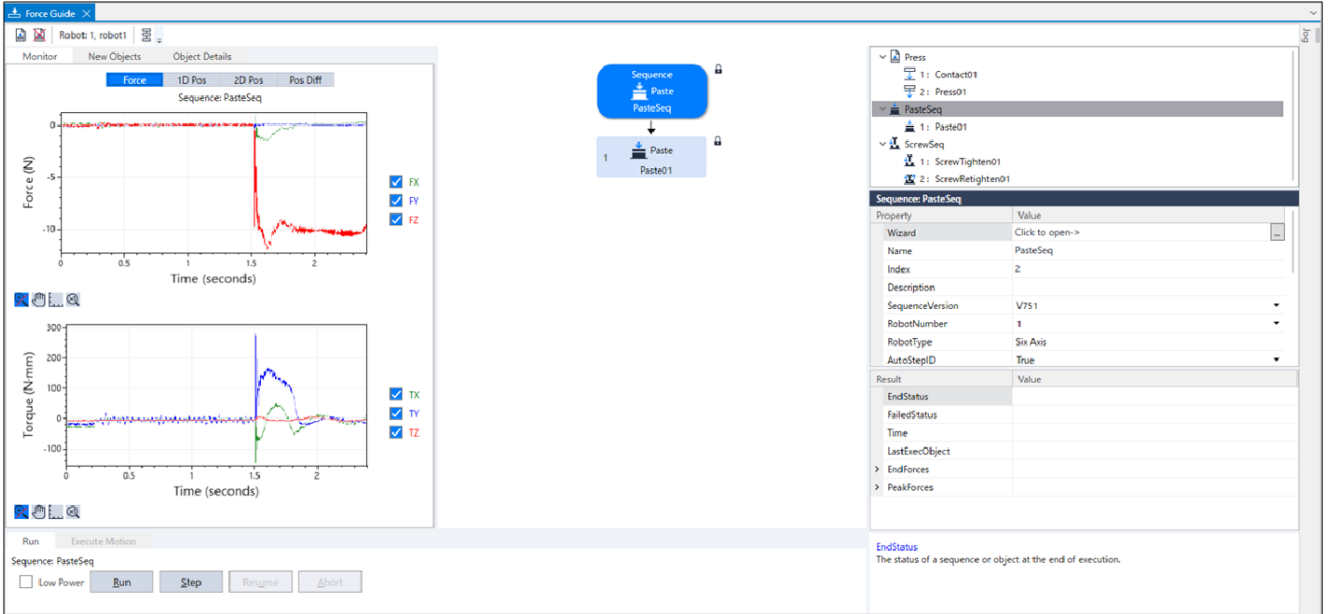 Force Guide
Robot: 1, robot1
Jog
Monitor New Objects Object Details
Force 1D Pos 2D Pos Pos Diff
Sequence: PasteSeq
0
-5
-10
Force (N)
0 0.5 1 1.5 2
Time (seconds)
FX
FY
FZ
300
200
100
0
-100
Torque (N-mm)
0 0.5 1 1.5 2
Time (seconds)
TX
TY
TZ
Run Execute Motion
Sequence: PasteSeq
Low Power Run Step Resume Abort
Sequence
Paste
PasteSeq
1 Paste
Paste01
Press
1: Contact01
2: Press01
PasteSeq
1: Paste01
ScrewSeq
1: ScrewTighten01
2: ScrewRetighten01
Sequence: PasteSeq
Property Value
Wizard Click to open-> ...
Name PasteSeq
Index 2
Description
SequenceVersion V751
RobotNumber 1
RobotType Six Axis
AutoStepID True
Result Value
EndStatus
FailedStatus
Time
LastExecObject
EndForces
PeakForces
EndStatus
The status of a sequence or object at the end of execution.